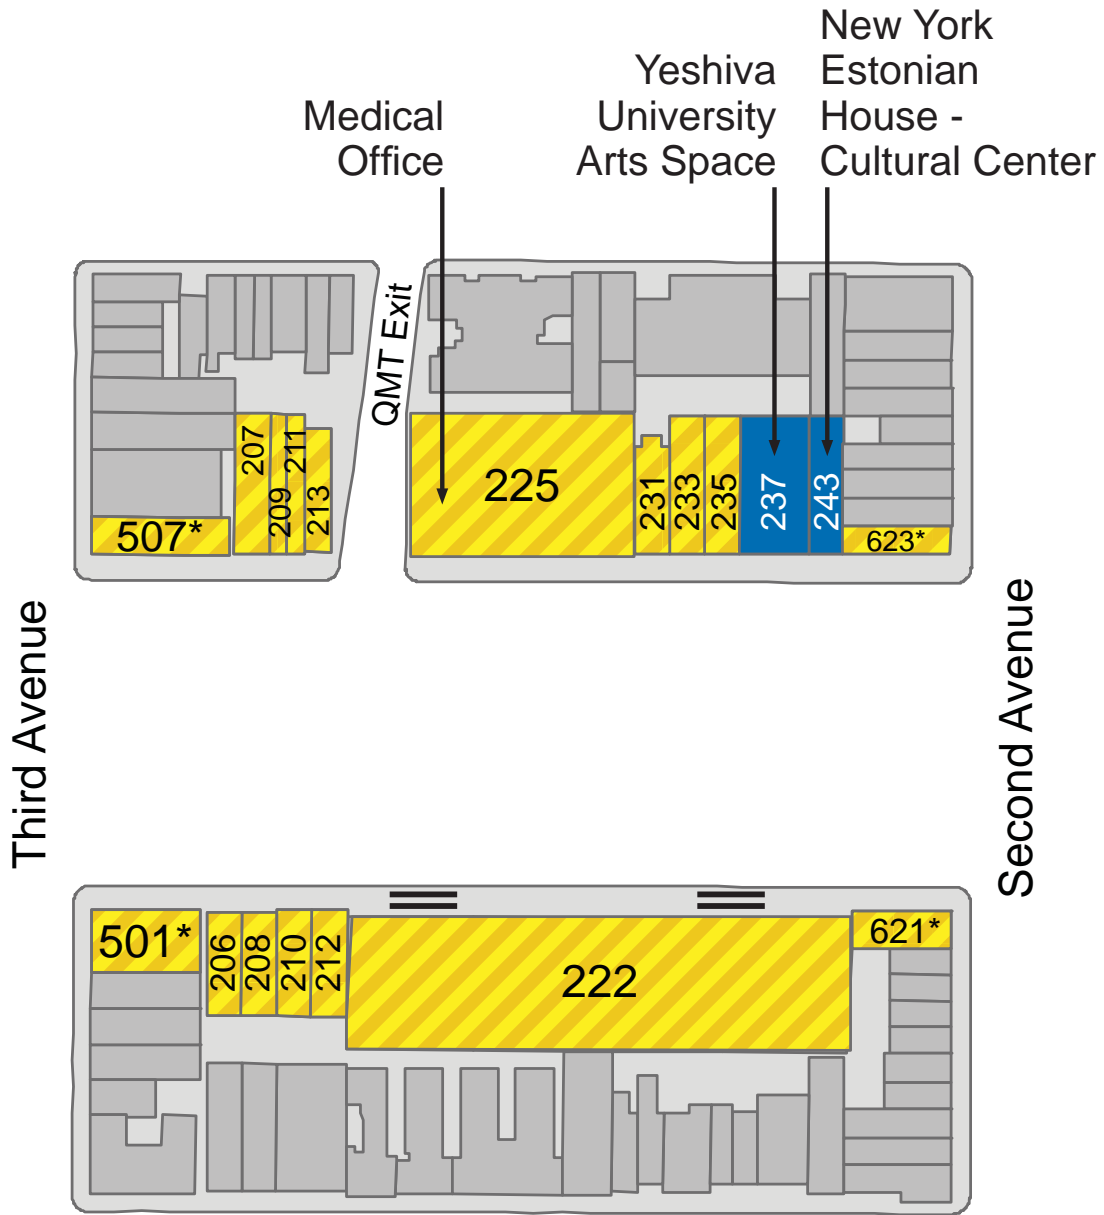 New York
Estonian
House -
Cultural Center
Yeshiva
University
Arts Space
Medical
Office
QMT Exit
207
209
211
213
507*
225
231
233
235
237
243
623*
Third Avenue
Second Avenue
501*
206
208
210
212
222
621*